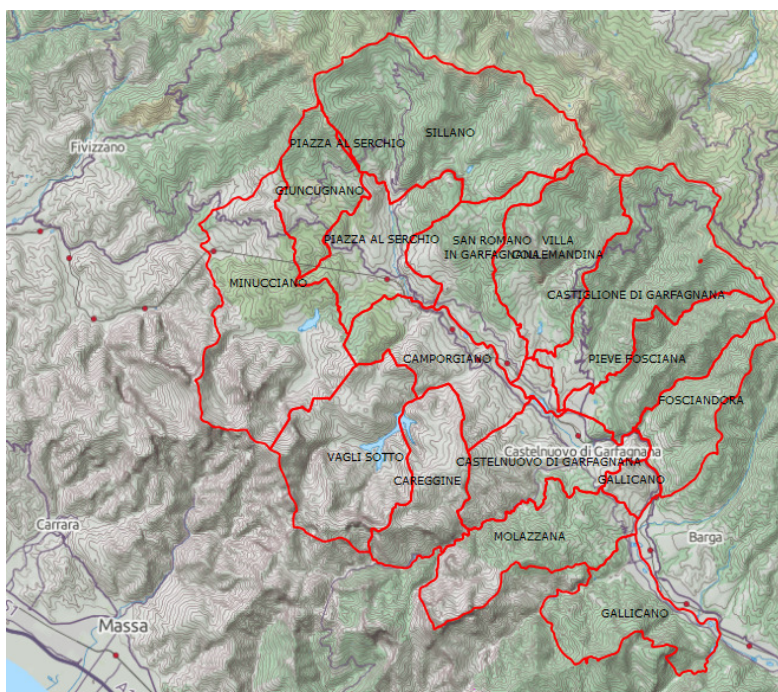 SILLANO
PIAZZA AL SERCHIO
Fivizzano
GIUNCUGNANO
PIAZZA AL SERCHIO
SAN ROMANO
IN GARFAGNANA
VILLA
COLLEMANDINA
MINUCCIANO
CASTIGLIONE DI GARFAGNANA
CAMPORGIANO
PIEVE FOSCIANA
FOSCIANDORA
VAGLI SOTTO
Castelnuovo di Garfagnana
CASTELNUOVO DI GARFAGNANA
CAREGGINE
GALLICANO
Carrara
MOLAZZANA
Barga
GALLICANO
Massa